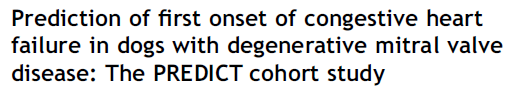 Prediction of first onset of congestive heart
failure in dogs with degenerative mitral valve
disease: The PREDICT cohort study